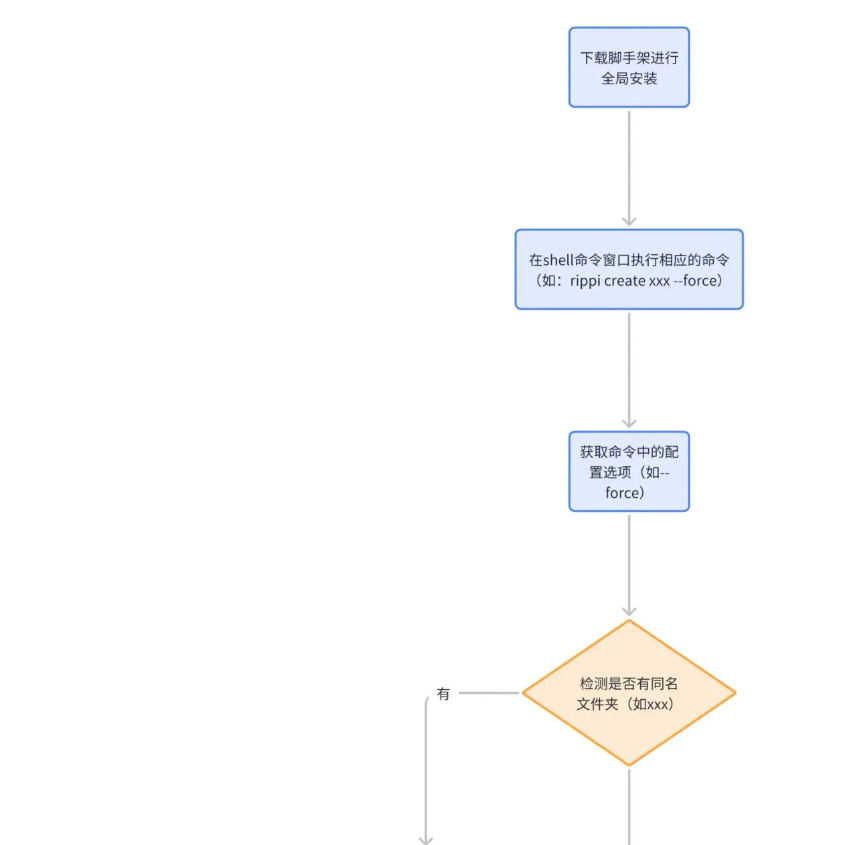 下载脚手架进行
全局安装
在shell命令窗口执行相应的命令
（如：rippi create xxx --force）
获取命令中的配
置选项（如--
force）
检测是否有同名
文件夹（如xxx）
有